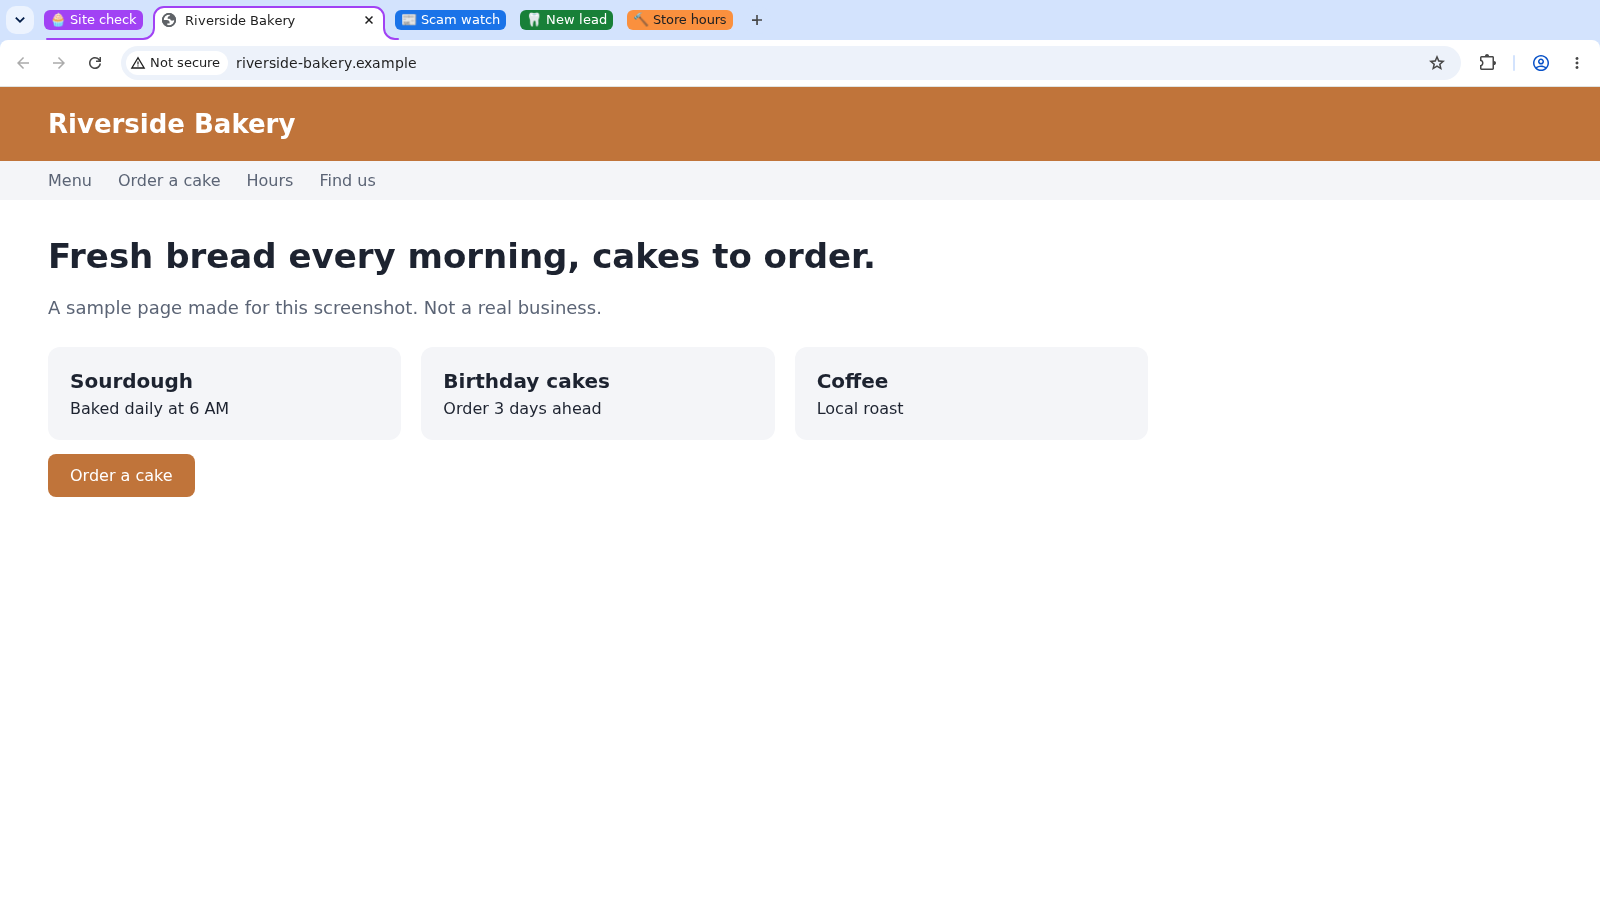 Site check
Riverside Bakery
Scam watch
New lead
Store hours
Not secure
riverside-bakery.example
Riverside Bakery
Menu
Order a cake
Hours
Find us
Fresh bread every morning, cakes to order.
A sample page made for this screenshot. Not a real business.
Sourdough
Baked daily at 6 AM
Birthday cakes
Order 3 days ahead
Coffee
Local roast
Order a cake